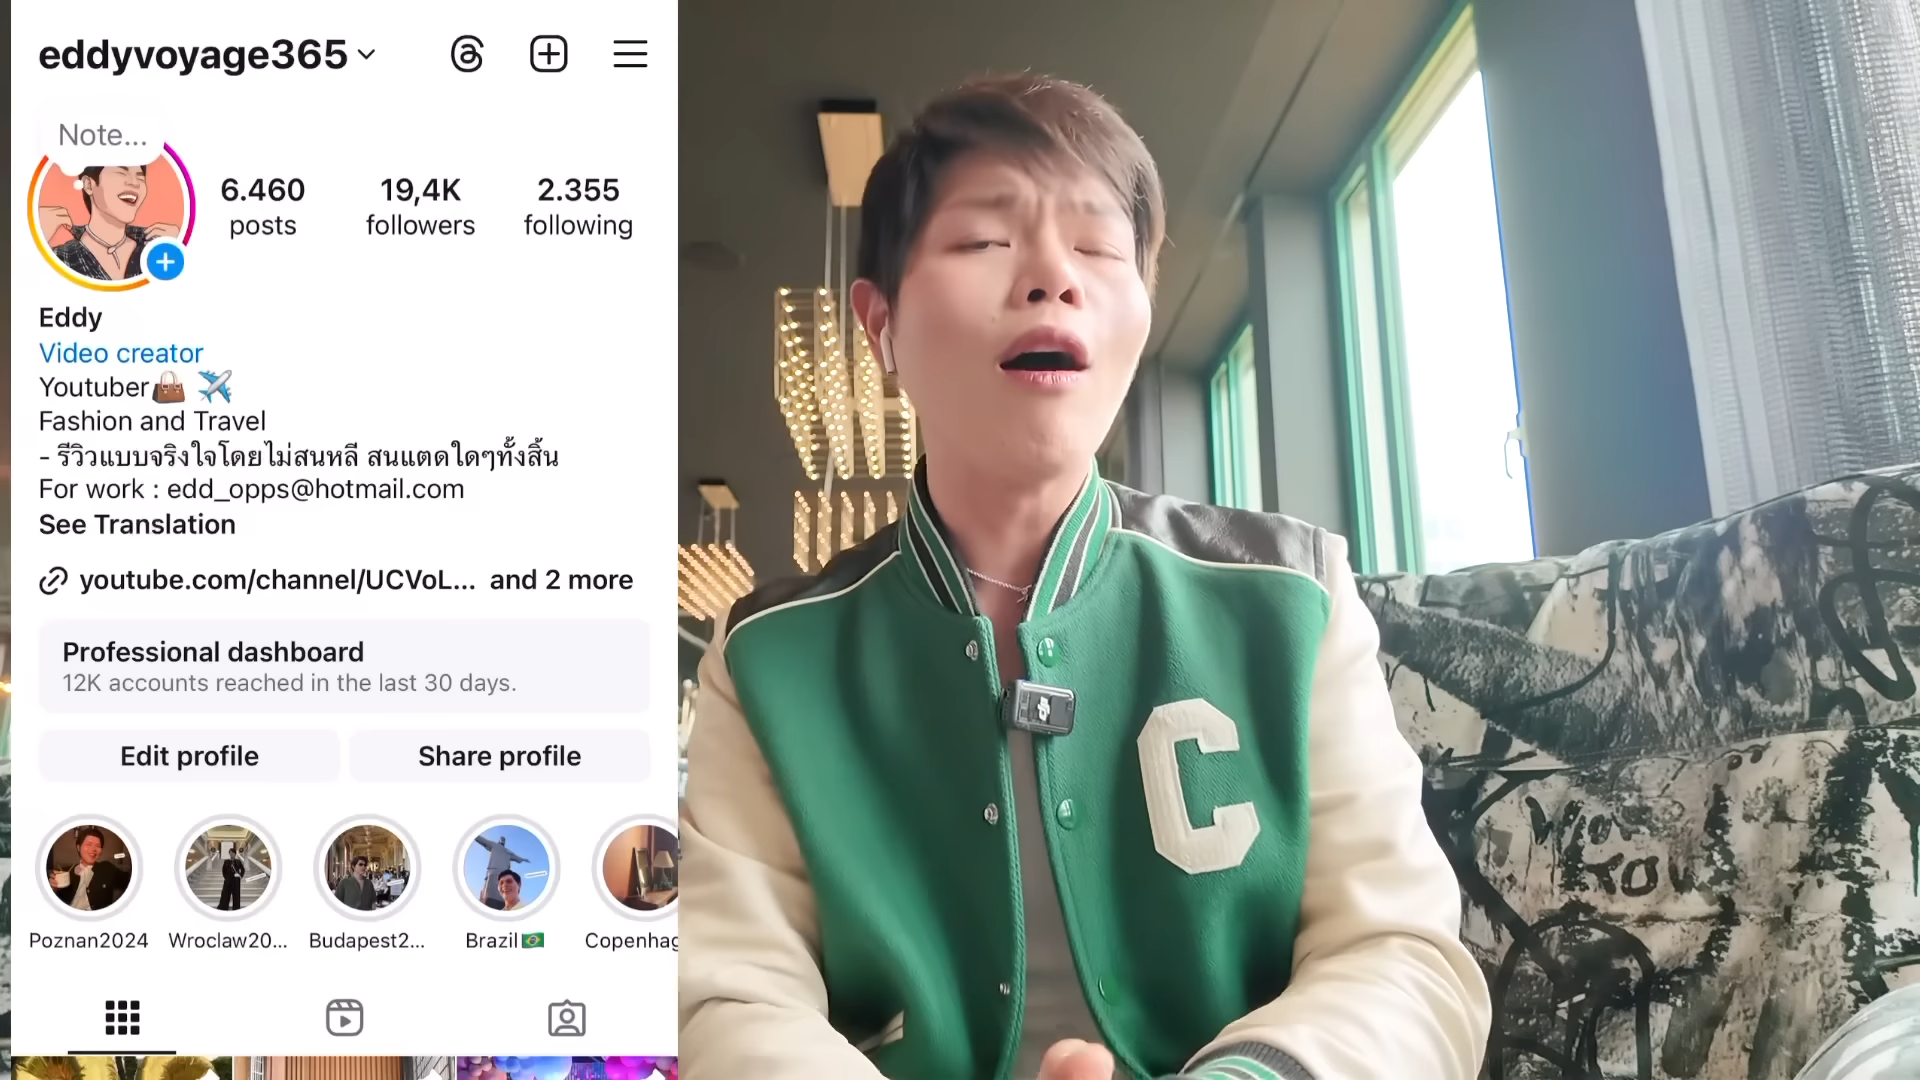 eddyvoyage365
Note...
6.460 19,4K 2.355
posts followers following
Eddy
Video creator
Youtuber👜 ✈️
Fashion and Travel
- รีวิวแบบจริงใจโดยไม่สนหลี สนแตดใดๆทั้งสิ้น
For work : edd_opps@hotmail.com
See Translation
youtube.com/channel/UCVoL... and 2 more
Professional dashboard
12K accounts reached in the last 30 days.
Edit profile Share profile
Poznan2024 Wroclaw20... Budapest2... Brazil🇧🇷 Copenhag
dji
C